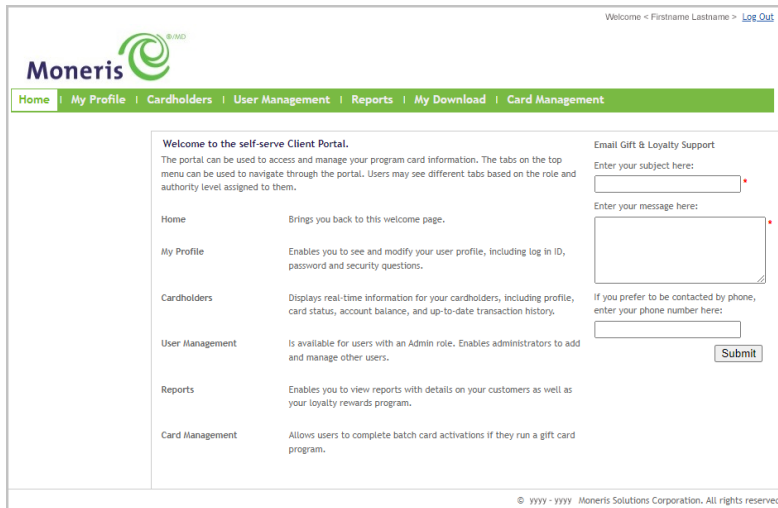 Welcome < Firstname Lastname > Log Out
®/MD
Moneris
Home | My Profile | Cardholders | User Management | Reports | My Download | Card Management
Welcome to the self-serve Client Portal.
The portal can be used to access and manage your program card information. The tabs on the top
menu can be used to navigate through the portal. Users may see different tabs based on the role and
authority level assigned to them.
Home Brings you back to this welcome page.
My Profile Enables you to see and modify your user profile, including log in ID,
password and security questions.
Cardholders Displays real-time information for your cardholders, including profile,
card status, account balance, and up-to-date transaction history.
User Management Is available for users with an Admin role. Enables administrators to add
and manage other users.
Reports Enables you to view reports with details on your customers as well as
your loyalty rewards program.
Card Management Allows users to complete batch card activations if they run a gift card
program.
Email Gift & Loyalty Support
Enter your subject here:
*
Enter your message here:
*
If you prefer to be contacted by phone,
enter your phone number here:
Submit
© yyyy - yyyy Moneris Solutions Corporation. All rights reserved